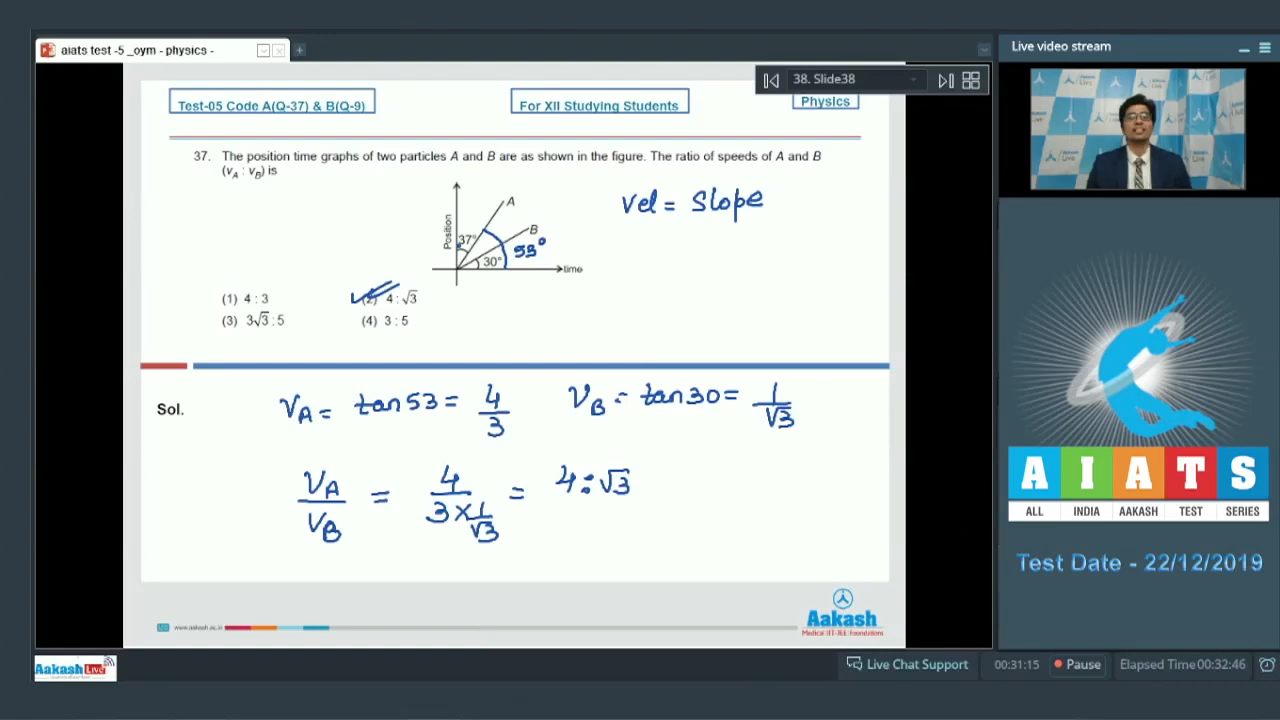 aiats test -5 _oym - physics -
38. Slide38
Live video stream
Test-05 Code A(Q-37) & B(Q-9)
For XII Studying Students
Physics
37. The position time graphs of two particles A and B are as shown in the figure. The ratio of speeds of A and B
(vA : vB) is
Vel = Slope
Position
A
B
37°
53°
30°
time
(1) 4 : 3
(2) 4 : √3
(3) 3√3 : 5
(4) 3 : 5
Sol.
VA = tan 53 = 4/3
VB = tan 30 = 1/√3
VA/VB = 4/(3 × 1/√3) = 4 : √3
A I A T S
ALL INDIA AAKASH TEST SERIES
Test Date - 22/12/2019
www.aakash.ac.in
Aakash
Medical|IIT-JEE|Foundations
Aakash Live
Live Chat Support
00:31:15
Pause
Elapsed Time 00:32:46